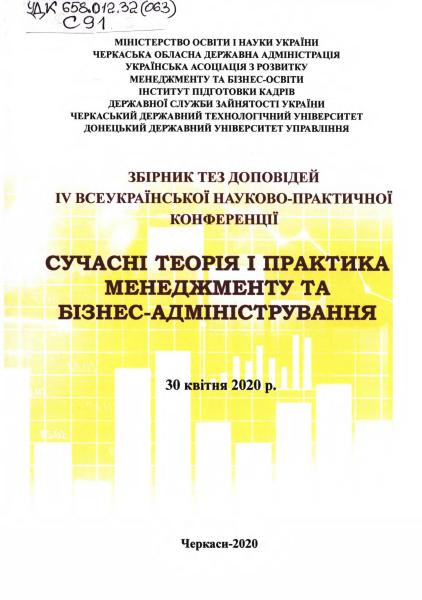 УДК 658.012.32(063)
С 91
МІНІСТЕРСТВО ОСВІТИ І НАУКИ УКРАЇНИ
ЧЕРКАСЬКА ОБЛАСНА ДЕРЖАВНА АДМІНІСТРАЦІЯ
УКРАЇНСЬКА АСОЦІАЦІЯ З РОЗВИТКУ
МЕНЕДЖМЕНТУ ТА БІЗНЕС-ОСВІТИ
ІНСТИТУТ ПІДГОТОВКИ КАДРІВ
ДЕРЖАВНОЇ СЛУЖБИ ЗАЙНЯТОСТІ УКРАЇНИ
ЧЕРКАСЬКИЙ ДЕРЖАВНИЙ ТЕХНОЛОГІЧНИЙ УНІВЕРСИТЕТ
ДОНЕЦЬКИЙ ДЕРЖАВНИЙ УНІВЕРСИТЕТ УПРАВЛІННЯ
ЗБІРНИК ТЕЗ ДОПОВІДЕЙ
IV ВСЕУКРАЇНСЬКОЇ НАУКОВО-ПРАКТИЧНОЇ
КОНФЕРЕНЦІЇ
СУЧАСНІ ТЕОРІЯ І ПРАКТИКА
МЕНЕДЖМЕНТУ ТА
БІЗНЕС-АДМІНІСТРУВАННЯ
30 квітня 2020 р.
Черкаси-2020